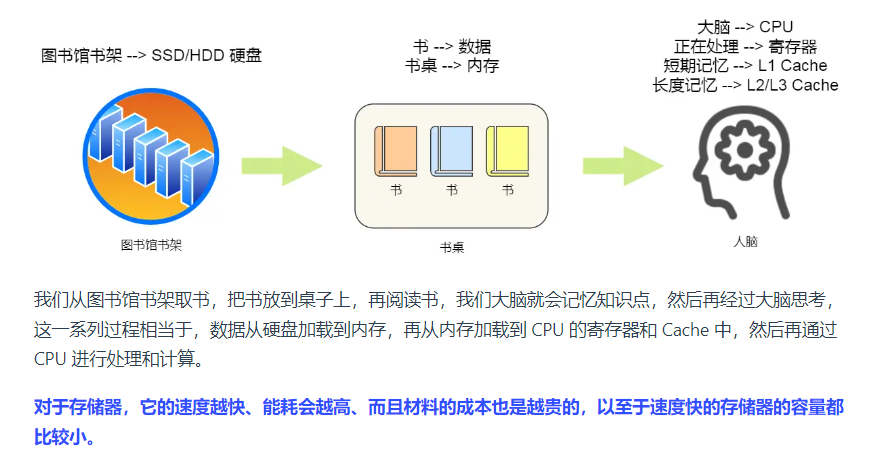 图书馆书架 --> SSD/HDD 硬盘
书 --> 数据
书桌 --> 内存
大脑 --> CPU
正在处理 --> 寄存器
短期记忆 --> L1 Cache
长度记忆 --> L2/L3 Cache
书 书 书
图书馆书架
书桌
人脑
我们从图书馆书架取书，把书放到桌子上，再阅读书，我们大脑就会记忆知识点，然后再经过大脑思考，
这一系列过程相当于，数据从硬盘加载到内存，再从内存加载到 CPU 的寄存器和 Cache 中，然后再通过
CPU 进行处理和计算。
对于存储器，它的速度越快、能耗会越高、而且材料的成本也是越贵的，以至于速度快的存储器的容量都
比较小。